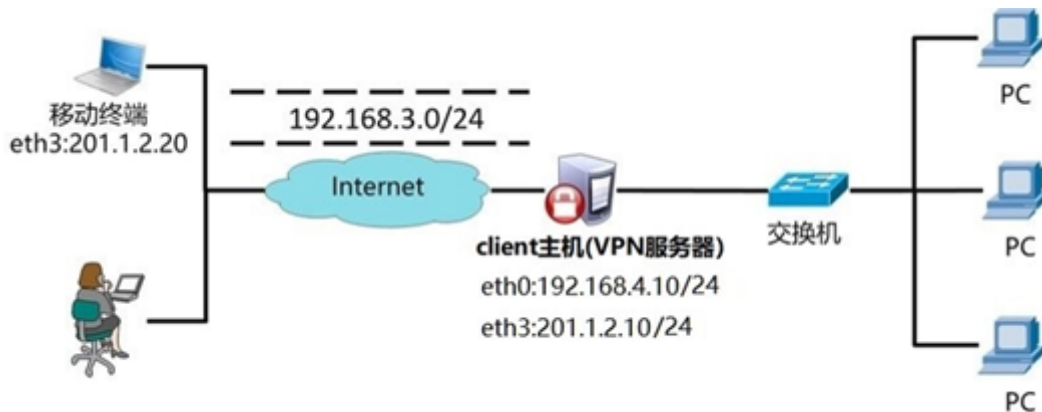 移动终端
eth3:201.1.2.20
192.168.3.0/24
Internet
client主机(VPN服务器)
eth0:192.168.4.10/24
eth3:201.1.2.10/24
交换机
PC
PC
PC